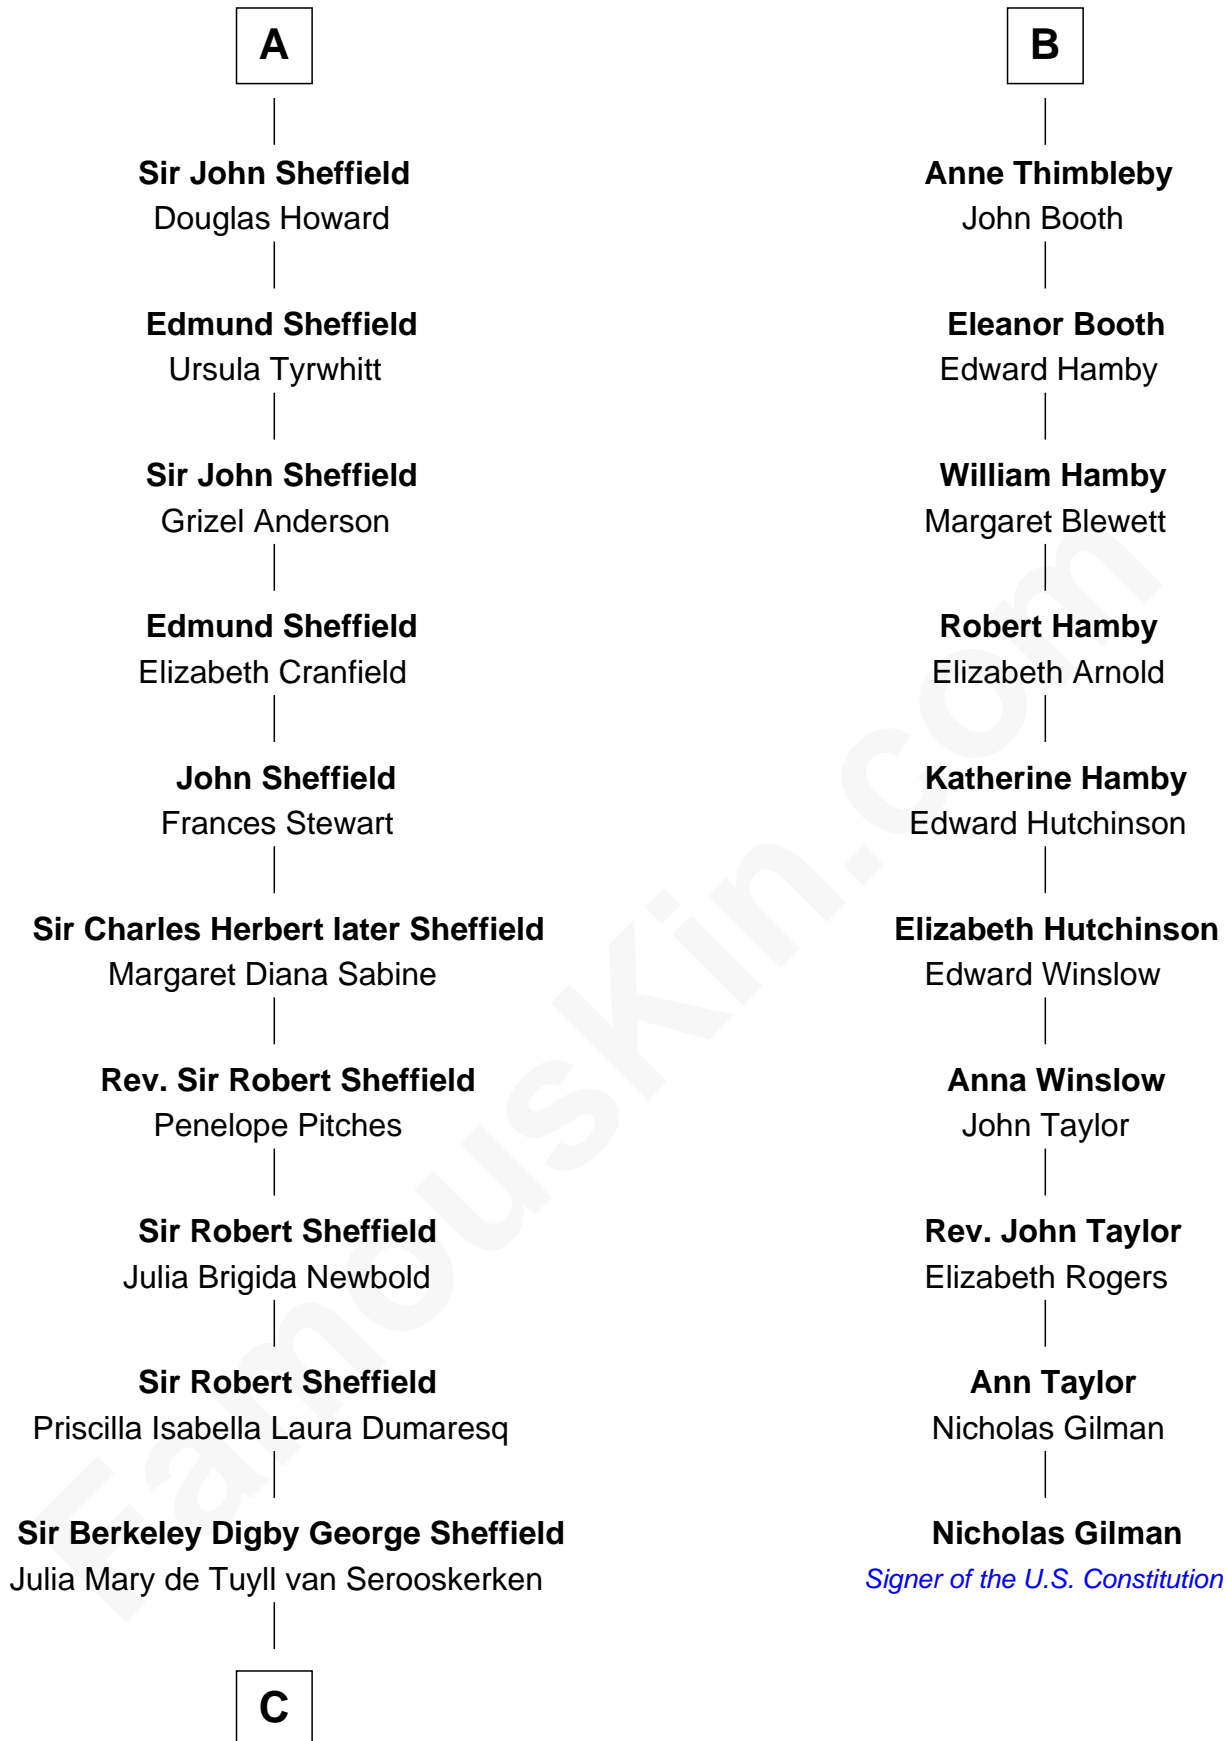 A
Sir John Sheffield
Douglas Howard
Edmund Sheffield
Ursula Tyrwhitt
Sir John Sheffield
Grizel Anderson
Edmund Sheffield
Elizabeth Cranfield
John Sheffield
Frances Stewart
Sir Charles Herbert later Sheffield
Margaret Diana Sabine
Rev. Sir Robert Sheffield
Penelope Pitches
Sir Robert Sheffield
Julia Brigida Newbold
Sir Robert Sheffield
Priscilla Isabella Laura Dumaresq
Sir Berkeley Digby George Sheffield
Julia Mary de Tuyll van Serooskerken
C
B
Anne Thimbleby
John Booth
Eleanor Booth
Edward Hamby
William Hamby
Margaret Blewett
Robert Hamby
Elizabeth Arnold
Katherine Hamby
Edward Hutchinson
Elizabeth Hutchinson
Edward Winslow
Anna Winslow
John Taylor
Rev. John Taylor
Elizabeth Rogers
Ann Taylor
Nicholas Gilman
Nicholas Gilman
Signer of the U.S. Constitution
FamousKin.com